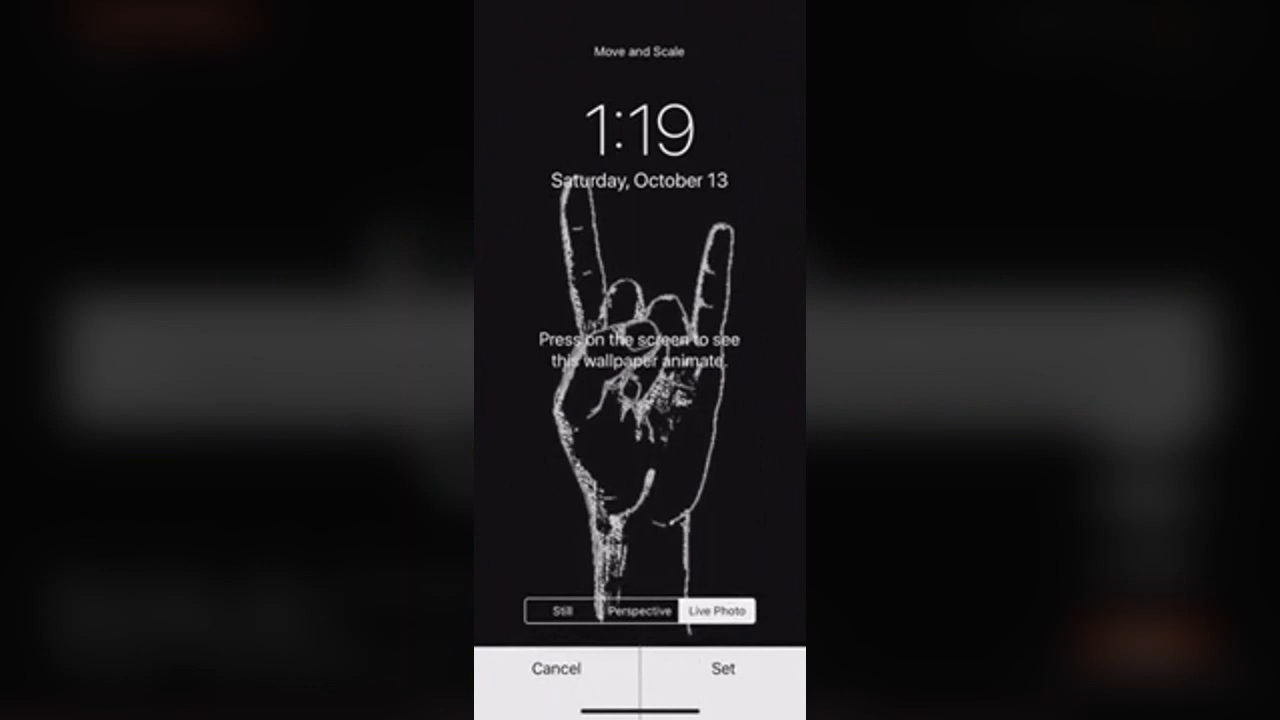 Move and Scale
1:19
Saturday, October 13
Press on the screen to see
this wallpaper animate.
Still Perspective Live Photo
Cancel Set